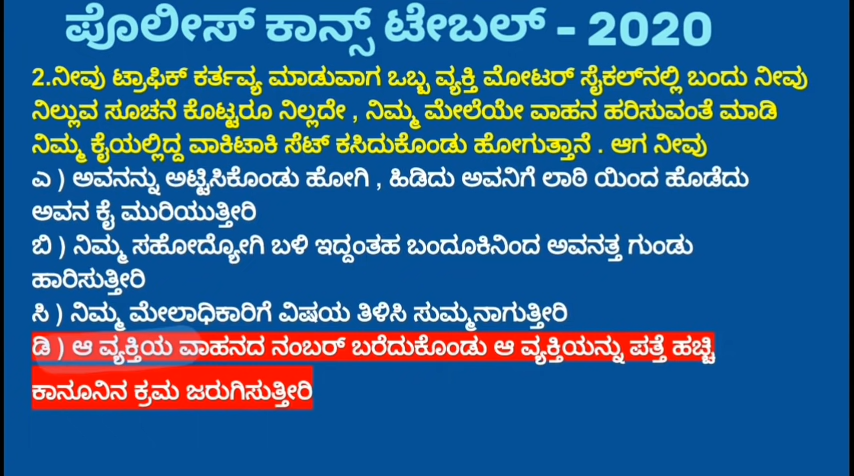 ಪೊಲೀಸ್ ಕಾನ್ಸ್ ಟೇಬಲ್ - 2020
2.ನೀವು ಟ್ರಾಫಿಕ್ ಕರ್ತವ್ಯ ಮಾಡುವಾಗ ಒಬ್ಬ ವ್ಯಕ್ತಿ ಮೋಟರ್ ಸೈಕಲ್‌ನಲ್ಲಿ ಬಂದು ನೀವು
ನಿಲ್ಲುವ ಸೂಚನೆ ಕೊಟ್ಟರೂ ನಿಲ್ಲದೇ , ನಿಮ್ಮ ಮೇಲೆಯೇ ವಾಹನ ಹರಿಸುವಂತೆ ಮಾಡಿ
ನಿಮ್ಮ ಕೈಯಲ್ಲಿದ್ದ ವಾಕಿಟಾಕಿ ಸೆಟ್ ಕಸಿದುಕೊಂಡು ಹೋಗುತ್ತಾನೆ . ಆಗ ನೀವು
ಎ ) ಅವನನ್ನು ಅಟ್ಟಿಸಿಕೊಂಡು ಹೋಗಿ , ಹಿಡಿದು ಅವನಿಗೆ ಲಾಠಿ ಯಿಂದ ಹೊಡೆದು
ಅವನ ಕೈ ಮುರಿಯುತ್ತೀರಿ
ಬಿ ) ನಿಮ್ಮ ಸಹೋದ್ಯೋಗಿ ಬಳಿ ಇದ್ದಂತಹ ಬಂದೂಕಿನಿಂದ ಅವನತ್ತ ಗುಂಡು
ಹಾರಿಸುತ್ತೀರಿ
ಸಿ ) ನಿಮ್ಮ ಮೇಲಾಧಿಕಾರಿಗೆ ವಿಷಯ ತಿಳಿಸಿ ಸುಮ್ಮನಾಗುತ್ತೀರಿ
ಡಿ ) ಆ ವ್ಯಕ್ತಿಯ ವಾಹನದ ನಂಬರ್ ಬರೆದುಕೊಂಡು ಆ ವ್ಯಕ್ತಿಯನ್ನು ಪತ್ತೆ ಹಚ್ಚಿ
ಕಾನೂನಿನ ಕ್ರಮ ಜರುಗಿಸುತ್ತೀರಿ